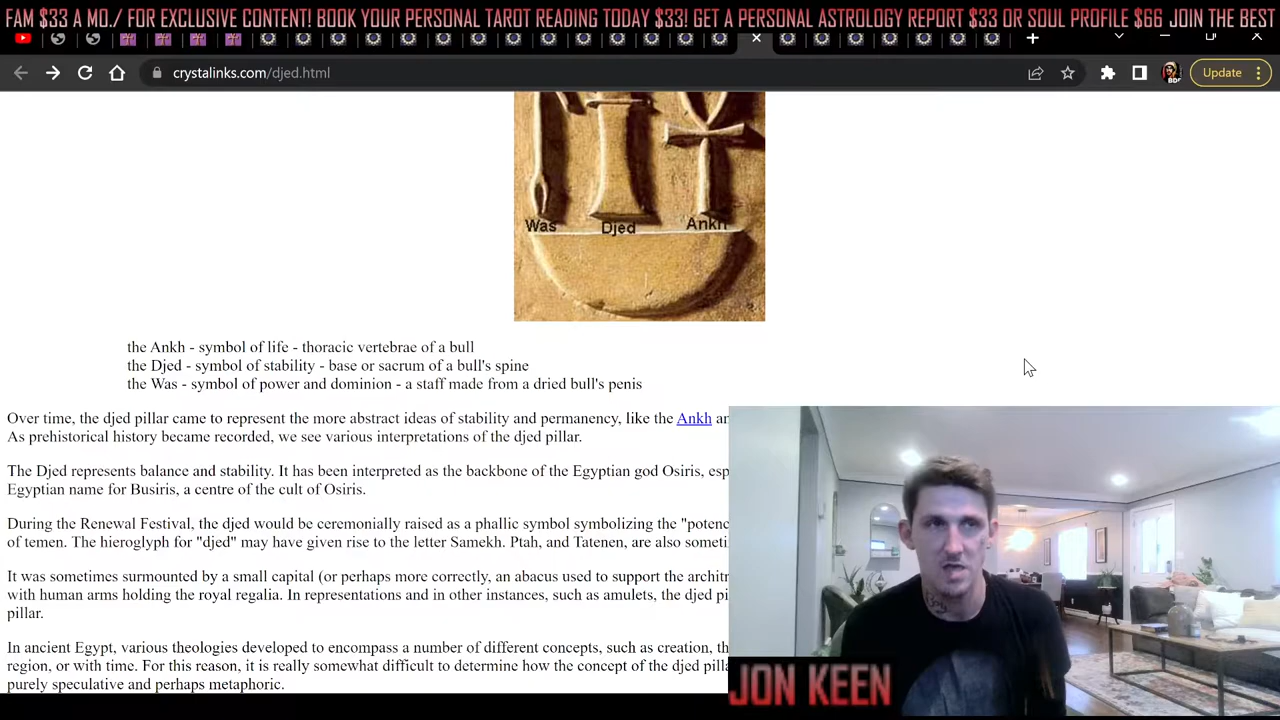 FAM $33 A MO./ FOR EXCLUSIVE CONTENT! BOOK YOUR PERSONAL TAROT READING TODAY $33! GET A PERSONAL ASTROLOGY REPORT $33 OR SOUL PROFILE $66 JOIN THE BEST
crystalinks.com/djed.html
Update
Was Djed Ankh
the Ankh - symbol of life - thoracic vertebrae of a bull
the Djed - symbol of stability - base or sacrum of a bull's spine
the Was - symbol of power and dominion - a staff made from a dried bull's penis
Over time, the djed pillar came to represent the more abstract ideas of stability and permanency, like the Ankh
As prehistorical history became recorded, we see various interpretations of the djed pillar.
The Djed represents balance and stability. It has been interpreted as the backbone of the Egyptian god Osiris,
Egyptian name for Busiris, a centre of the cult of Osiris.
During the Renewal Festival, the djed would be ceremonially raised as a phallic symbol symbolizing the
of temen. The hieroglyph for "djed" may have given rise to the letter Samekh. Ptah, and Tatenen, are also
It was sometimes surmounted by a small capital (or perhaps more correctly, an abacus used to support the
with human arms holding the royal regalia. In representations and in other instances, such as amulets, the djed
pillar.
In ancient Egypt, various theologies developed to encompass a number of different concepts, such as creation,
region, or with time. For this reason, it is really somewhat difficult to determine how the concept of the djed
purely speculative and perhaps metaphoric.
JON KEEN